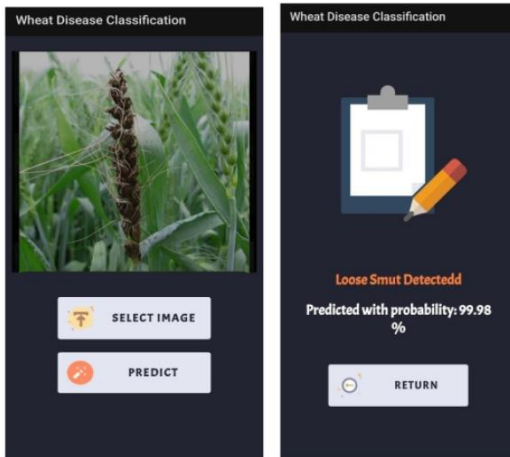 Wheat Disease Classification
SELECT IMAGE
PREDICT
Wheat Disease Classification
Loose Smut Detectedd
Predicted with probability: 99.98
%
RETURN